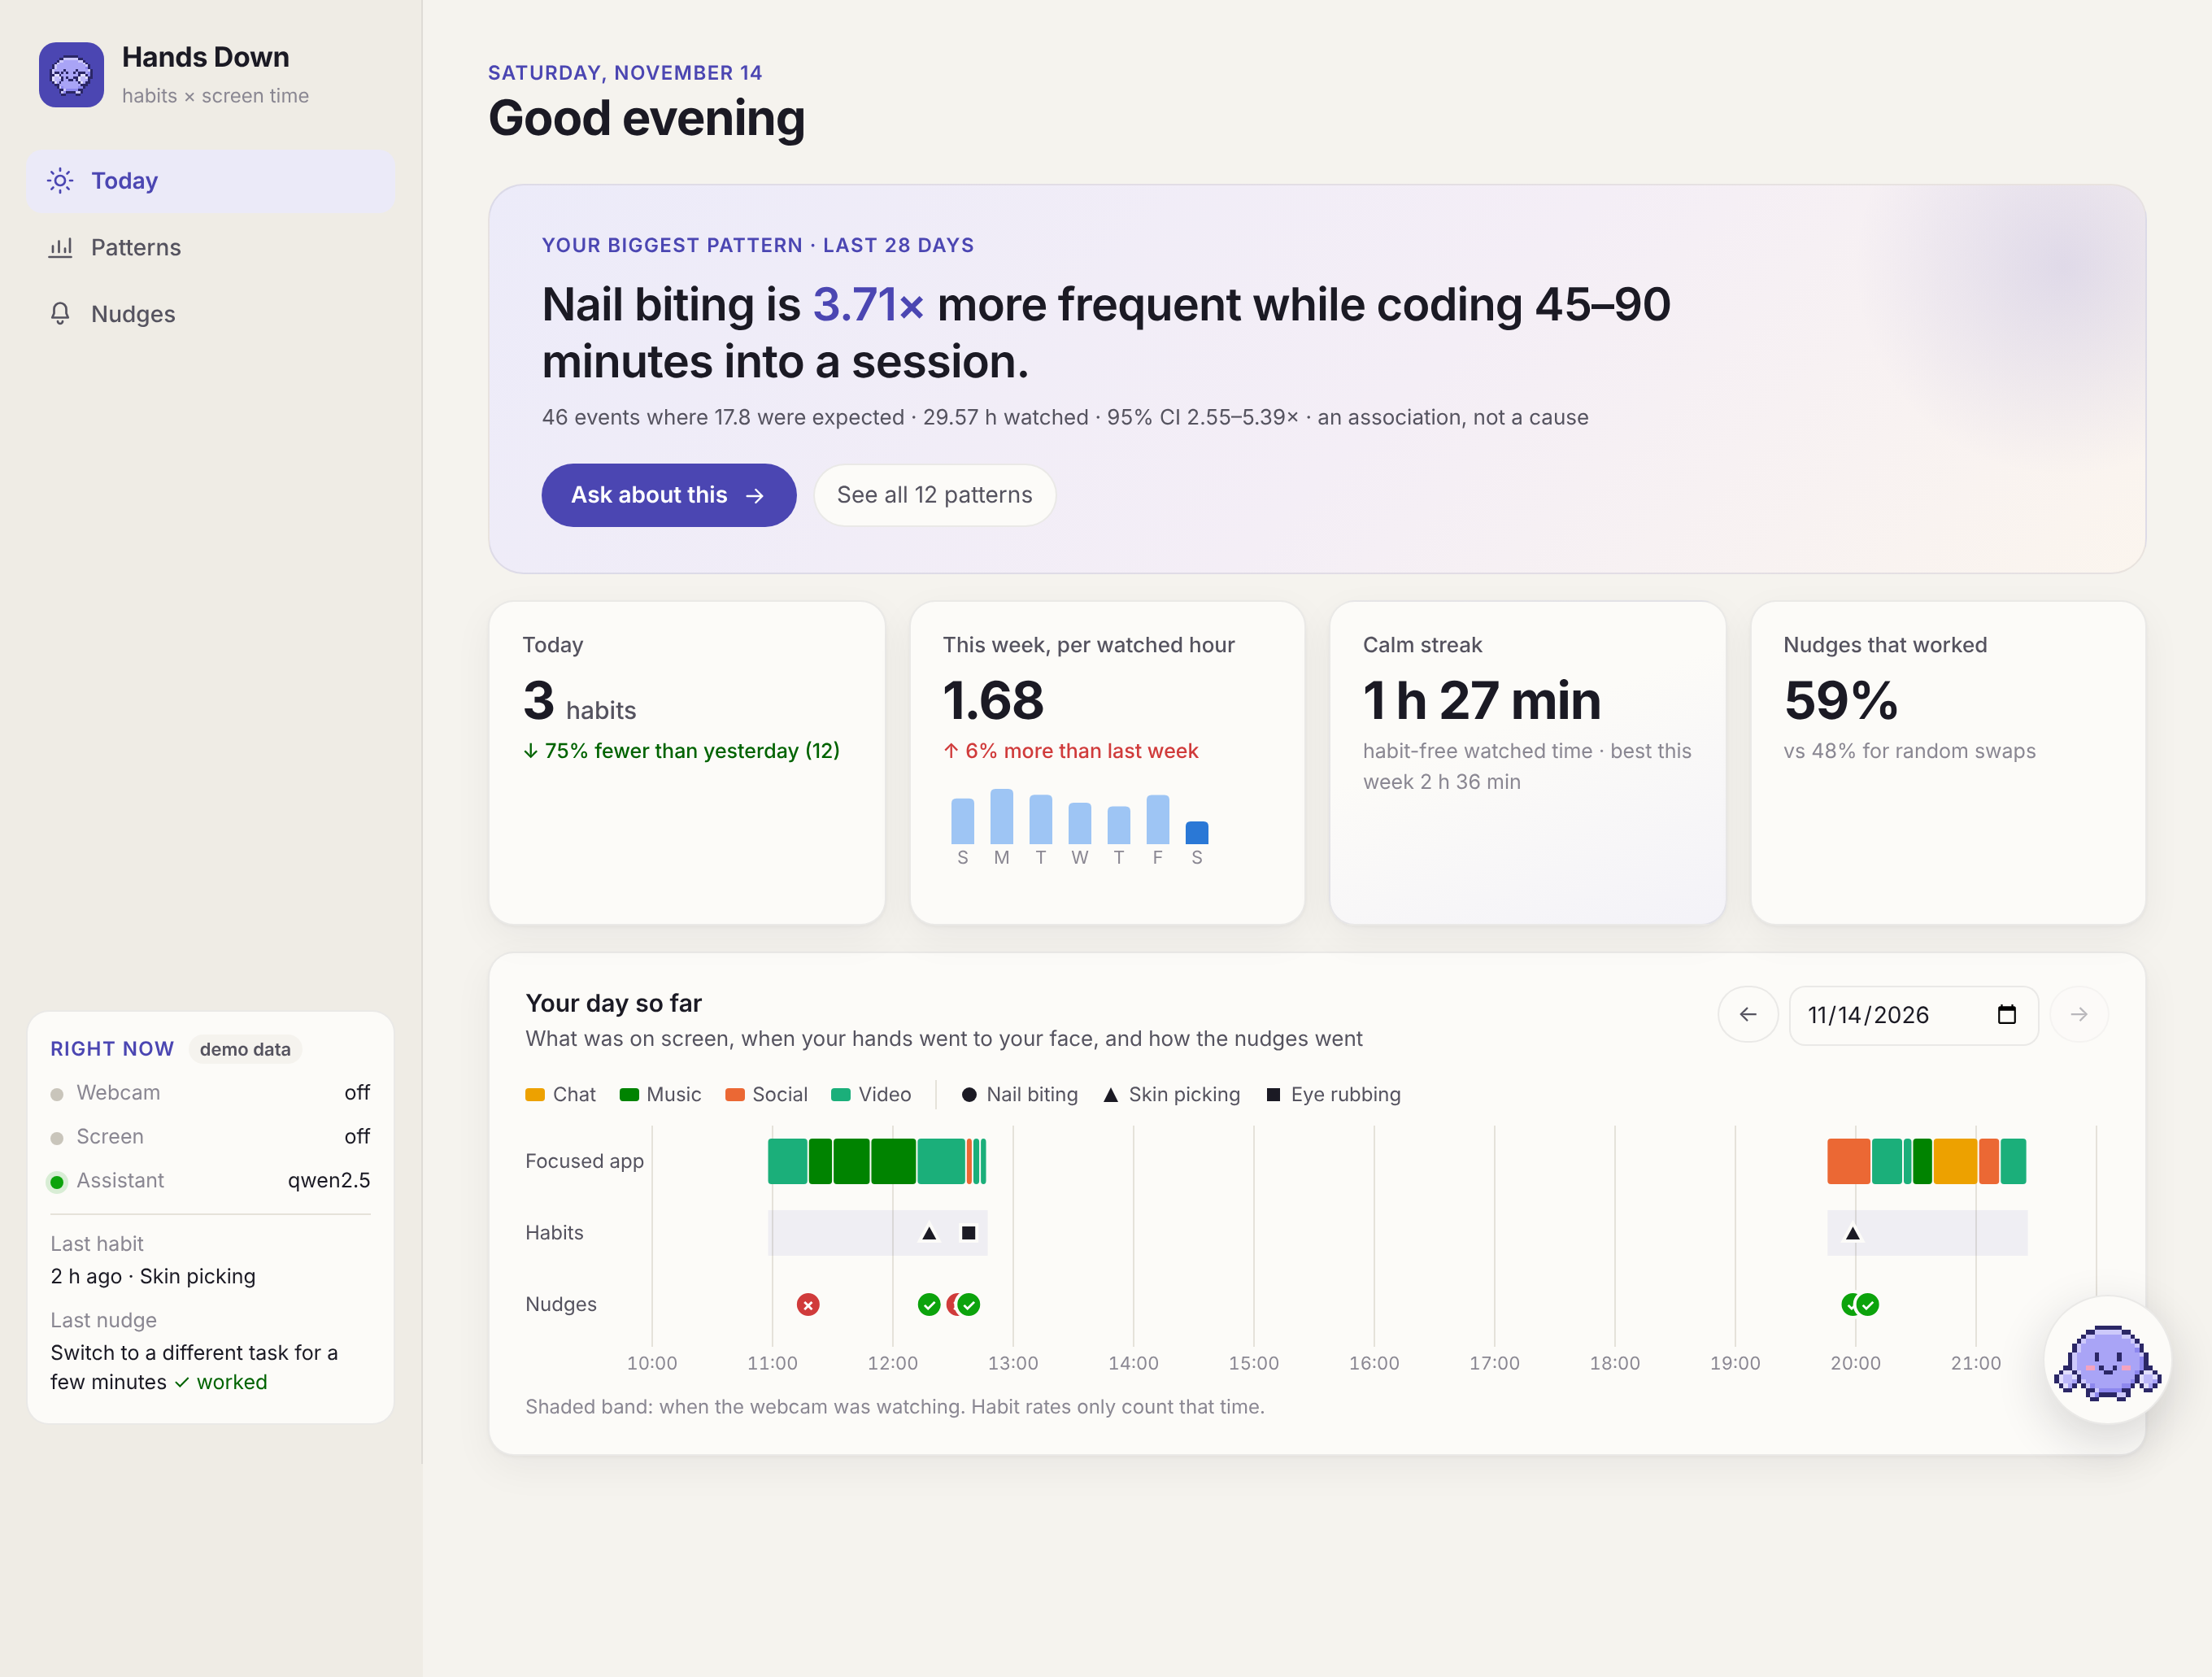 Hands Down
habits × screen time
Today
Patterns
Nudges
RIGHT NOW demo data
Webcam off
Screen off
Assistant qwen2.5
Last habit
2 h ago · Skin picking
Last nudge
Switch to a different task for a
few minutes ✓ worked
SATURDAY, NOVEMBER 14
Good evening
YOUR BIGGEST PATTERN · LAST 28 DAYS
Nail biting is 3.71× more frequent while coding 45–90
minutes into a session.
46 events where 17.8 were expected · 29.57 h watched · 95% CI 2.55–5.39× · an association, not a cause
Ask about this →
See all 12 patterns
Today
3 habits
↓ 75% fewer than yesterday (12)
This week, per watched hour
1.68
↑ 6% more than last week
S M T W T F S
Calm streak
1 h 27 min
habit-free watched time · best this
week 2 h 36 min
Nudges that worked
59%
vs 48% for random swaps
Your day so far
What was on screen, when your hands went to your face, and how the nudges went
← 11/14/2026 →
Chat Music Social Video Nail biting Skin picking Eye rubbing
Focused app
Habits
Nudges
10:00 11:00 12:00 13:00 14:00 15:00 16:00 17:00 18:00 19:00 20:00 21:00
Shaded band: when the webcam was watching. Habit rates only count that time.